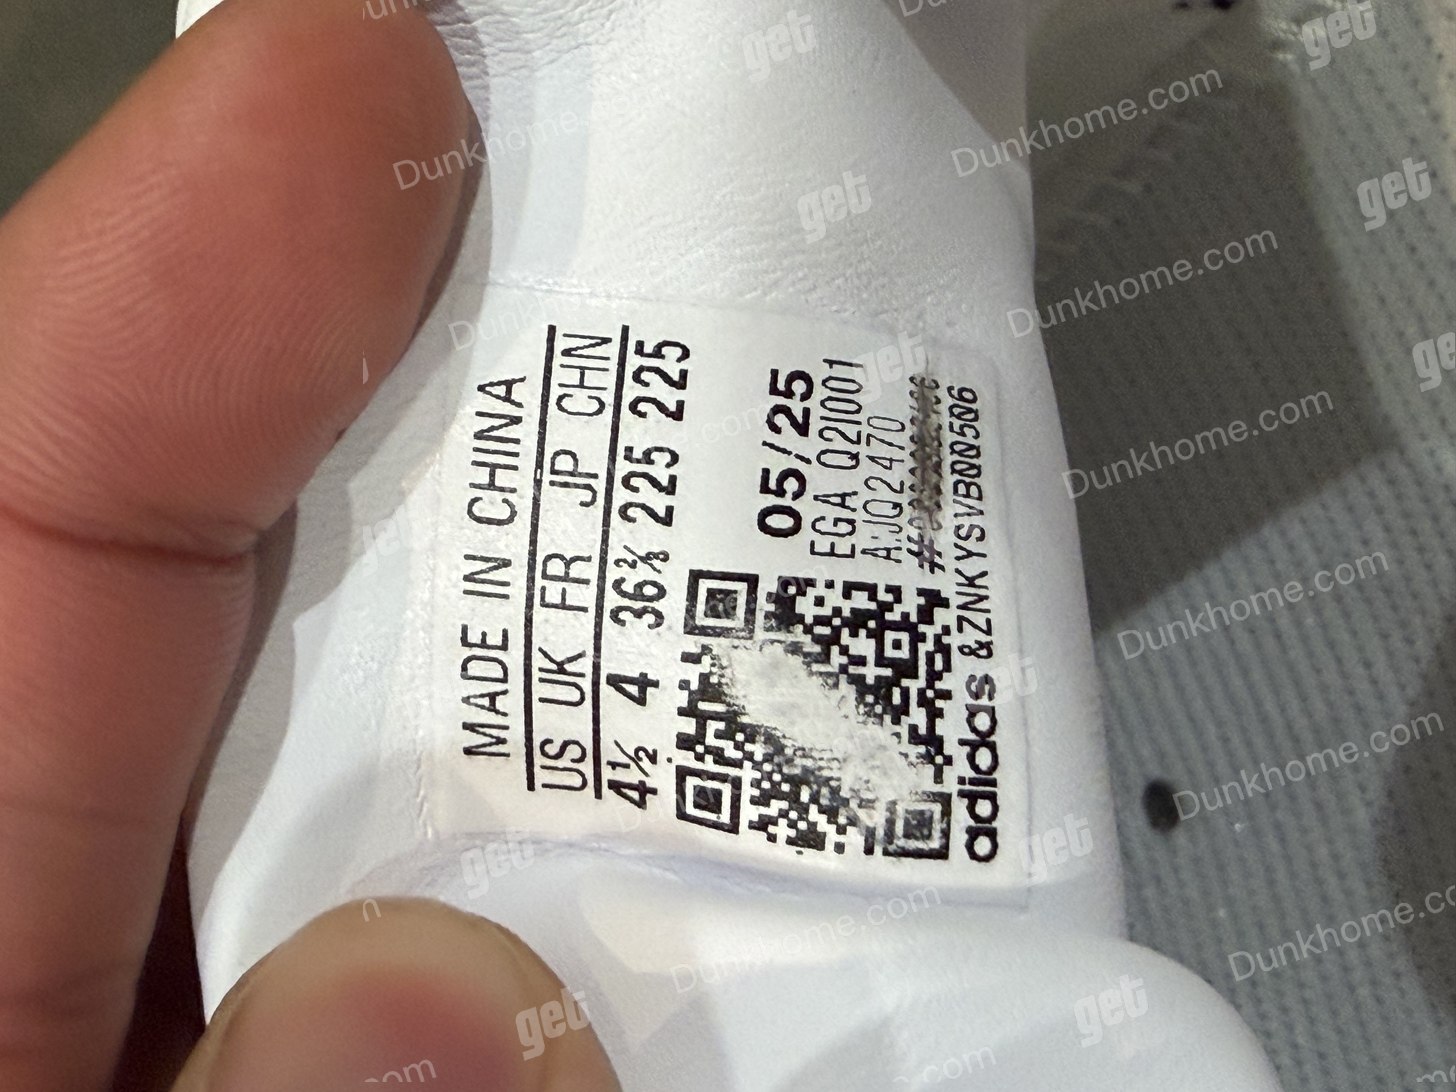 MADE IN CHINA
US UK FR JP CHN
4½ 4 36⅔ 225 225
05/25
EGA Q2I001
A:JQ2470
adidas &ZNKYSVB00506
get
Dunkhome.com